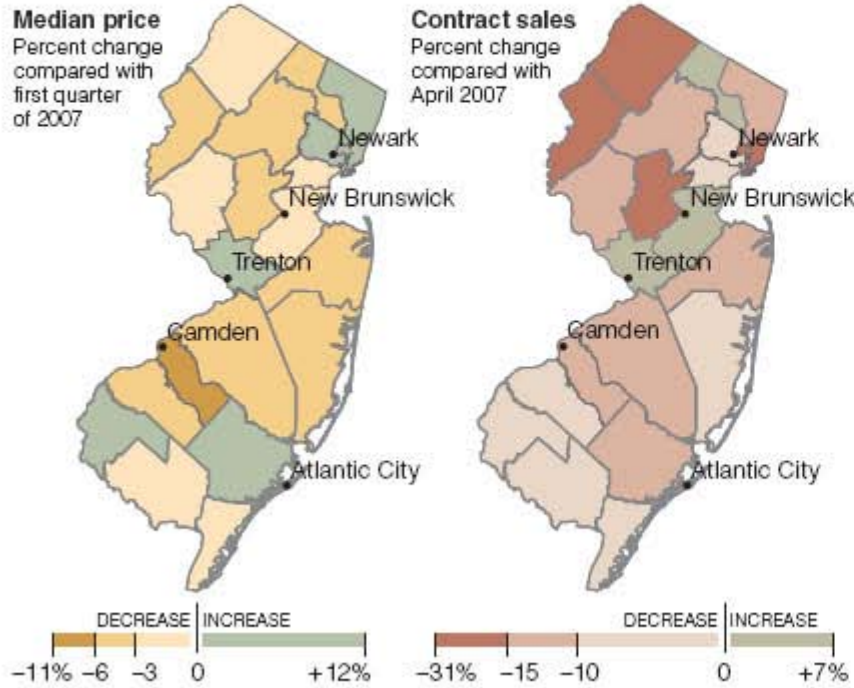 Median price
Percent change
compared with
first quarter
of 2007
Newark
New Brunswick
Trenton
Camden
Atlantic City
DECREASE INCREASE
−11% −6 −3 0 +12%
Contract sales
Percent change
compared with
April 2007
Newark
New Brunswick
Trenton
Camden
Atlantic City
DECREASE INCREASE
−31% −15 −10 0 +7%